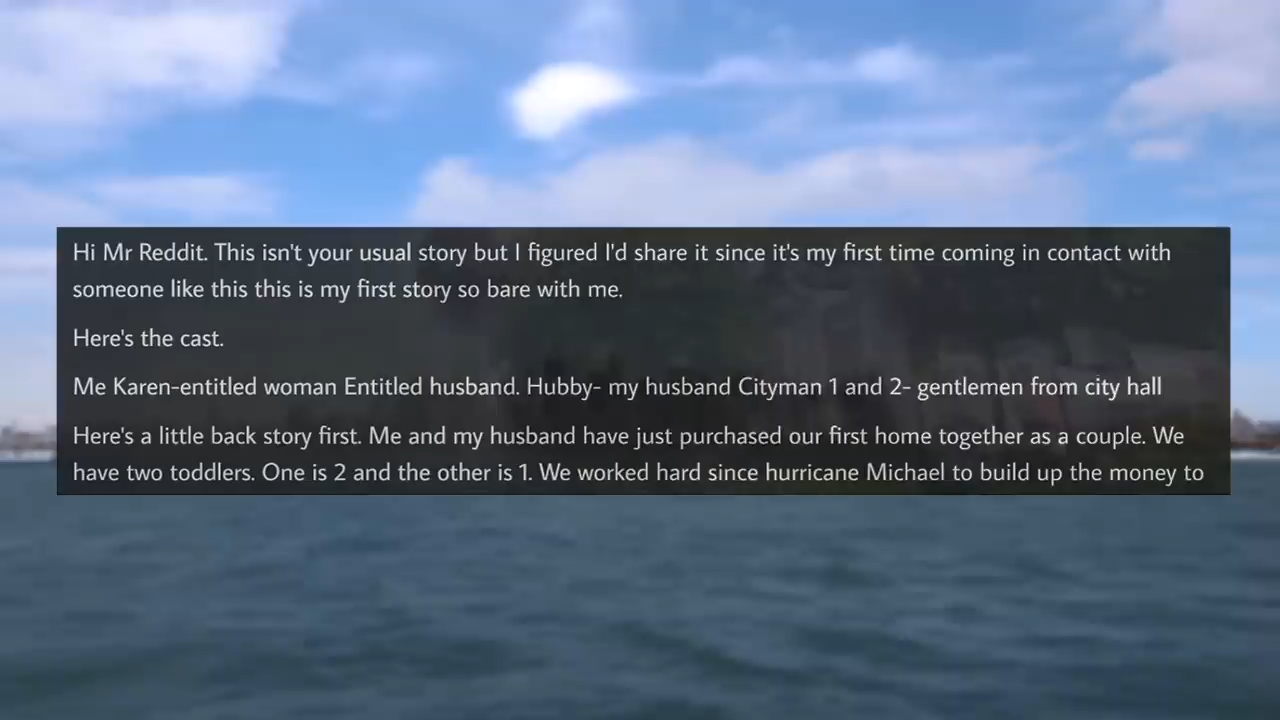 Hi Mr Reddit. This isn't your usual story but I figured I'd share it since it's my first time coming in contact with
someone like this this is my first story so bare with me.
Here's the cast.
Me Karen-entitled woman Entitled husband. Hubby- my husband Cityman 1 and 2- gentlemen from city hall
Here's a little back story first. Me and my husband have just purchased our first home together as a couple. We
have two toddlers. One is 2 and the other is 1. We worked hard since hurricane Michael to build up the money to